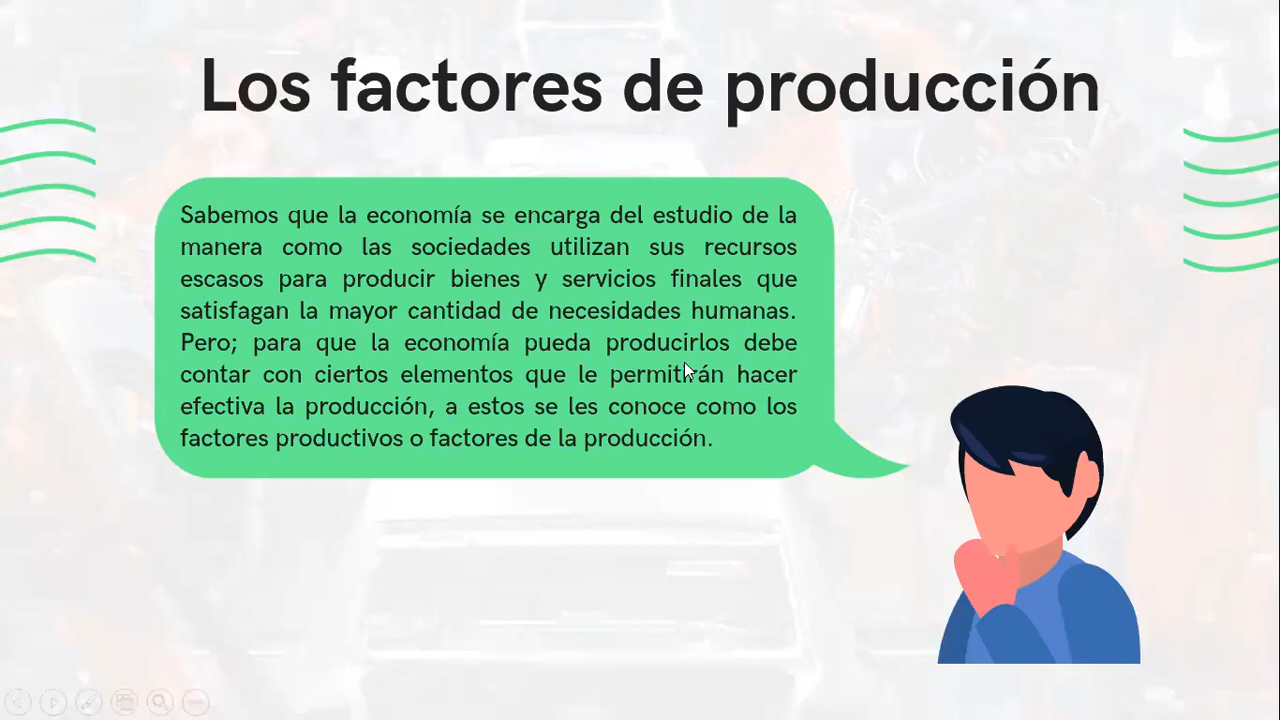 Los factores de producción
Sabemos que la economía se encarga del estudio de la
manera como las sociedades utilizan sus recursos
escasos para producir bienes y servicios finales que
satisfagan la mayor cantidad de necesidades humanas.
Pero; para que la economía pueda producirlos debe
contar con ciertos elementos que le permitirán hacer
efectiva la producción, a estos se les conoce como los
factores productivos o factores de la producción.